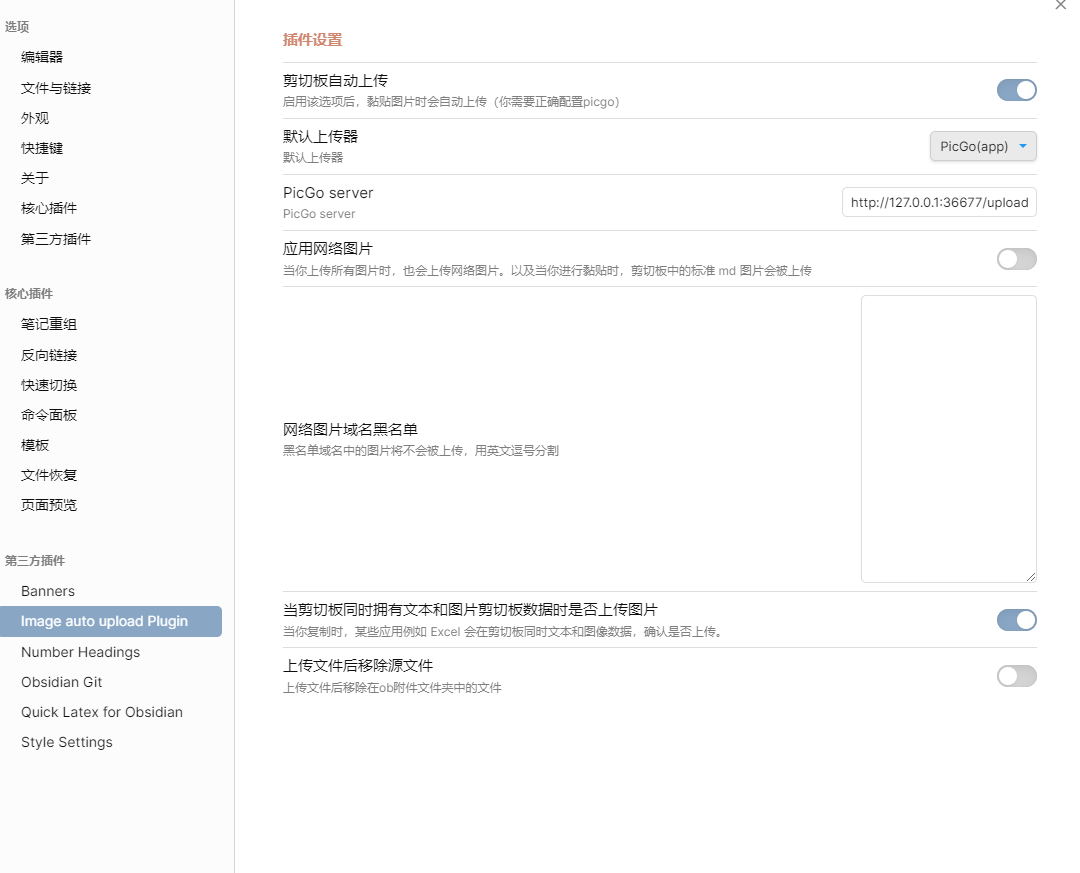 选项
编辑器
文件与链接
外观
快捷键
关于
核心插件
第三方插件
核心插件
笔记重组
反向链接
快速切换
命令面板
模板
文件恢复
页面预览
第三方插件
Banners
Image auto upload Plugin
Number Headings
Obsidian Git
Quick Latex for Obsidian
Style Settings
插件设置
剪切板自动上传
启用该选项后，黏贴图片时会自动上传（你需要正确配置picgo）
默认上传器
默认上传器
PicGo(app)
PicGo server
PicGo server
http://127.0.0.1:36677/upload
应用网络图片
当你上传所有图片时，也会上传网络图片。以及当你进行黏贴时，剪切板中的标准 md 图片会被上传
网络图片域名黑名单
黑名单域名中的图片将不会被上传，用英文逗号分割
当剪切板同时拥有文本和图片剪切板数据时是否上传图片
当你复制时，某些应用例如 Excel 会在剪切板同时文本和图像数据，确认是否上传。
上传文件后移除源文件
上传文件后移除在ob附件文件夹中的文件